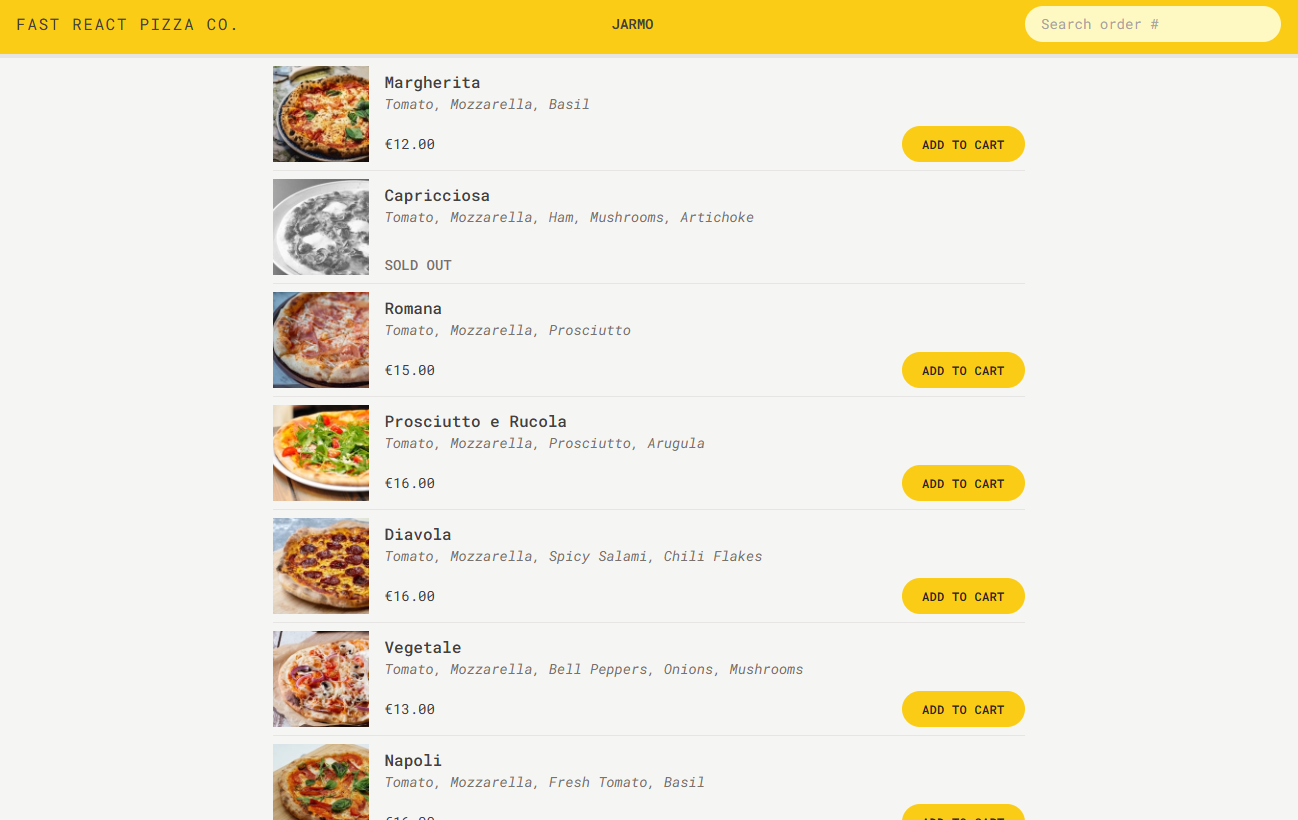 FAST REACT PIZZA CO.
JARMO
Search order #
Margherita
Tomato, Mozzarella, Basil
€12.00
ADD TO CART
Capricciosa
Tomato, Mozzarella, Ham, Mushrooms, Artichoke
SOLD OUT
Romana
Tomato, Mozzarella, Prosciutto
€15.00
ADD TO CART
Prosciutto e Rucola
Tomato, Mozzarella, Prosciutto, Arugula
€16.00
ADD TO CART
Diavola
Tomato, Mozzarella, Spicy Salami, Chili Flakes
€16.00
ADD TO CART
Vegetale
Tomato, Mozzarella, Bell Peppers, Onions, Mushrooms
€13.00
ADD TO CART
Napoli
Tomato, Mozzarella, Fresh Tomato, Basil